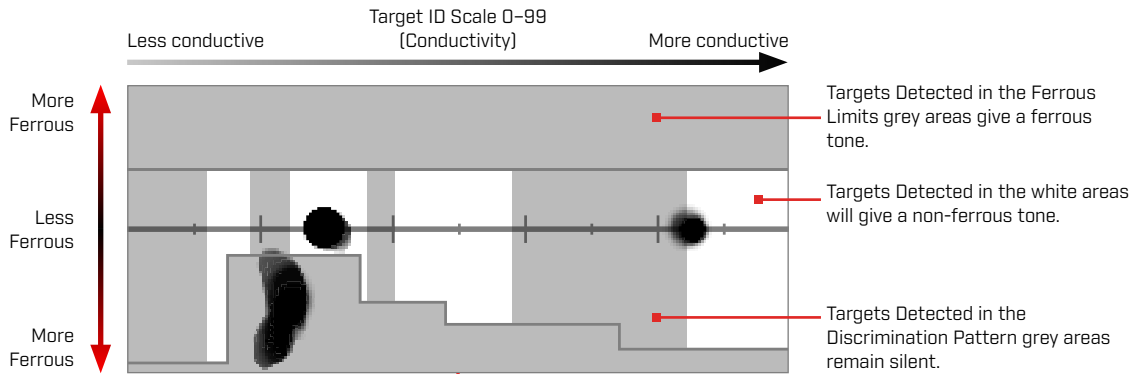 Target ID Scale 0–99
(Conductivity)
Less conductive
More conductive
More
Ferrous
Less
Ferrous
More
Ferrous
Targets Detected in the Ferrous
Limits grey areas give a ferrous
tone.
Targets Detected in the white areas
will give a non-ferrous tone.
Targets Detected in the
Discrimination Pattern grey areas
remain silent.